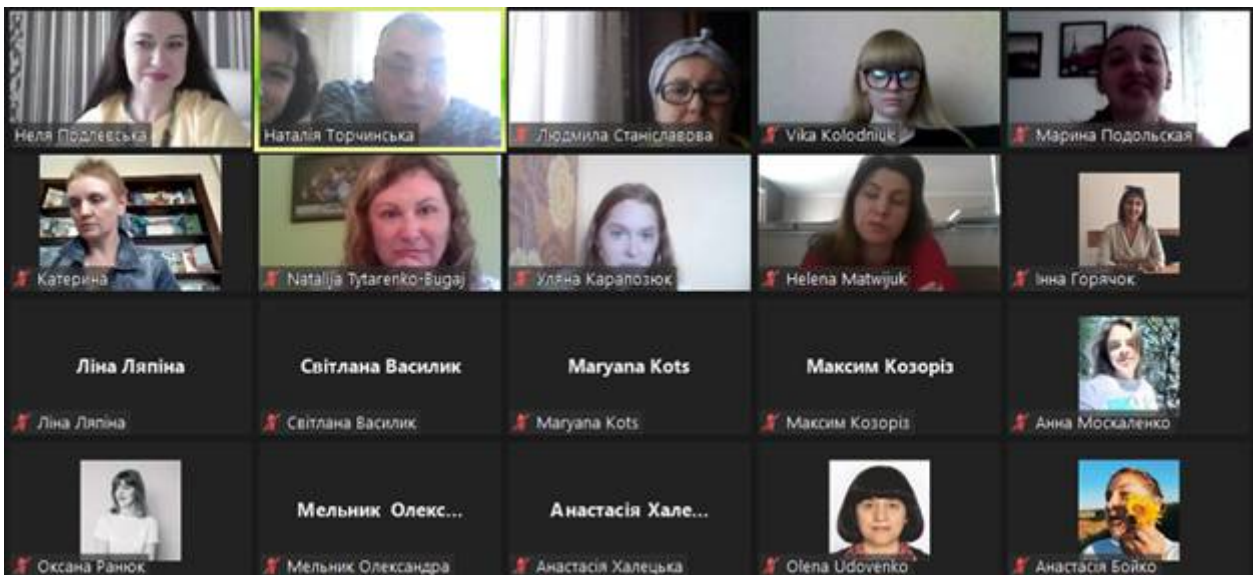 Неля Подлевська
Наталія Торчинська
Людмила Станіславова
Vika Kolodniuk
Марина Подольская
Катерина
Natalija Tytarenko-Bugaj
Уляна Карапозюк
Helena Matwijuk
Інна Горячок
Ліна Ляпіна
Світлана Василик
Maryana Kots
Максим Козоріз
Ліна Ляпіна
Світлана Василик
Maryana Kots
Максим Козоріз
Анна Москаленко
Мельник Олекс...
Анастасія Хале...
Оксана Ранюк
Мельник Олександра
Анастасія Халецька
Olena Udovenko
Анастасія Бойко